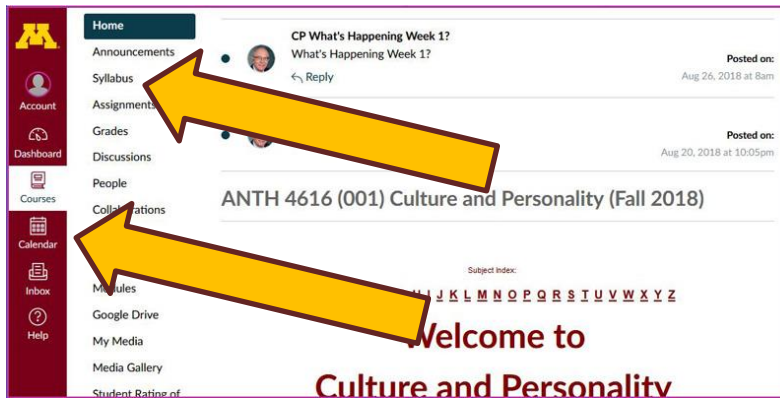 Account
Dashboard
Courses
Calendar
Inbox
Help
Home
Announcements
Syllabus
Assignments
Grades
Discussions
People
Google Drive
My Media
Media Gallery
Student Rating of
CP What's Happening Week 1?
What's Happening Week 1?
Reply
Posted on:
Aug 26, 2018 at 8am
Posted on:
Aug 20, 2018 at 10:05pm
ANTH 4616 (001) Culture and Personality (Fall 2018)
Subject Index:
I J K L M N O P Q R S T U V W X Y Z
Welcome to
Culture and Personality